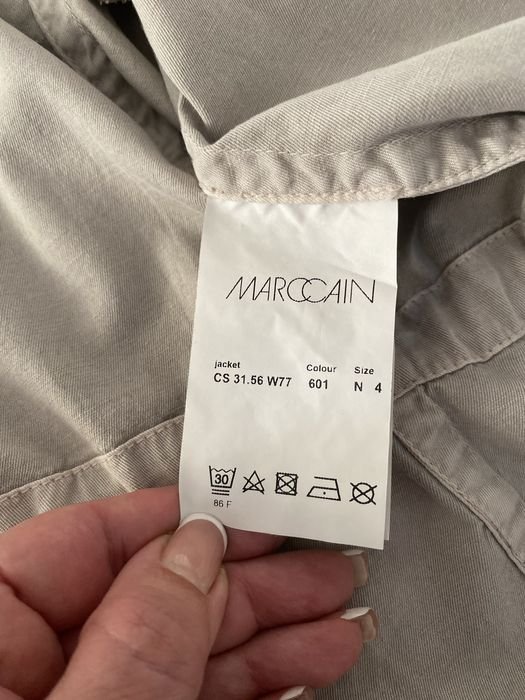 MARCCAIN
jacket Colour Size
CS 31.56 W77 601 N 4
30
86 F